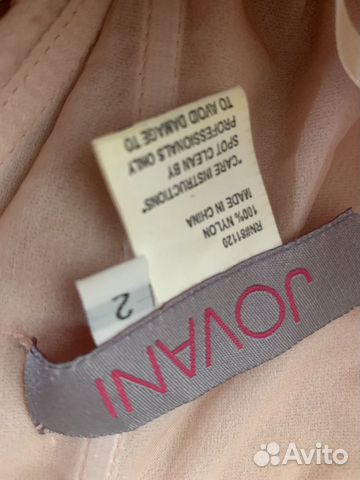 JOVANI
2
RN#81120
100% NYLON
MADE IN CHINA
"CARE INSTRUCTIONS"
SPOT CLEAN BY
PROFESSIONALS ONLY
TO AVOID DAMAGE TO
Avito